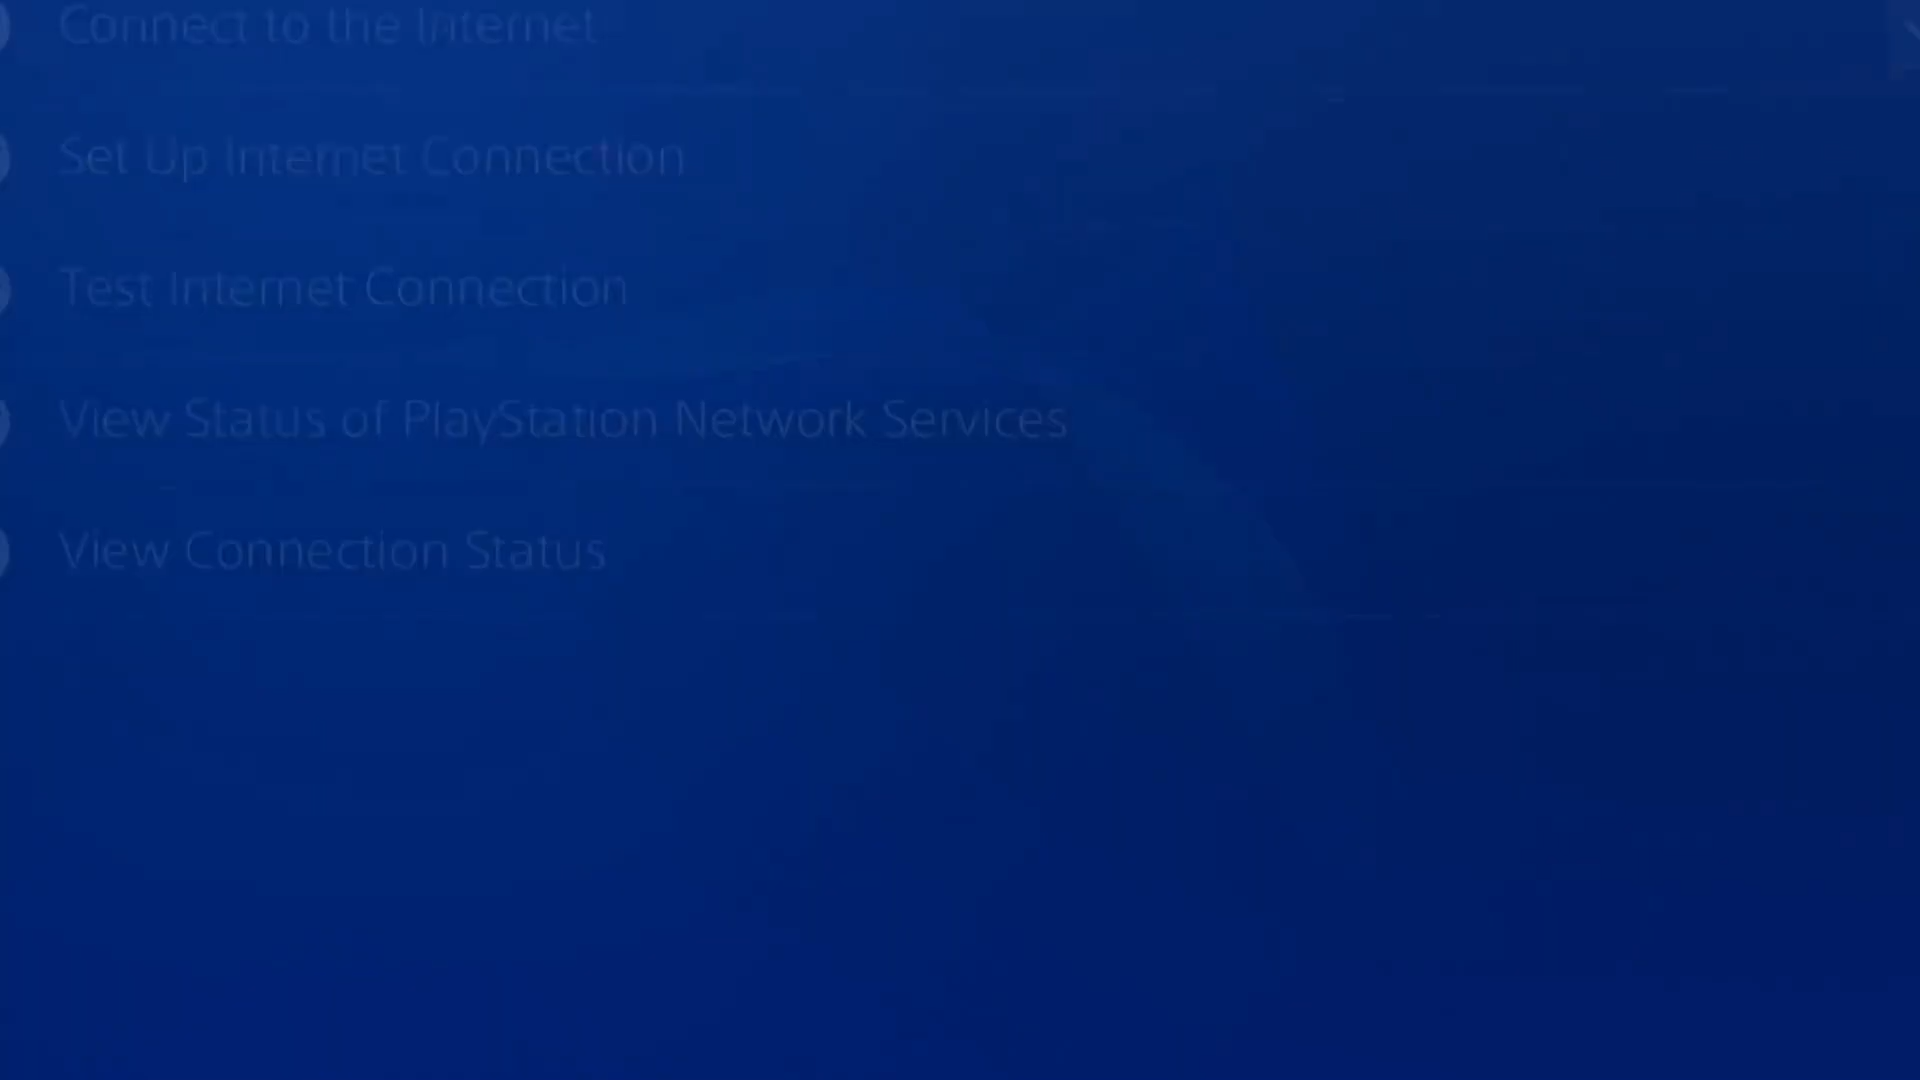 Connect to the Internet
Set Up Internet Connection
Test Internet Connection
View Status of PlayStation Network Services
View Connection Status